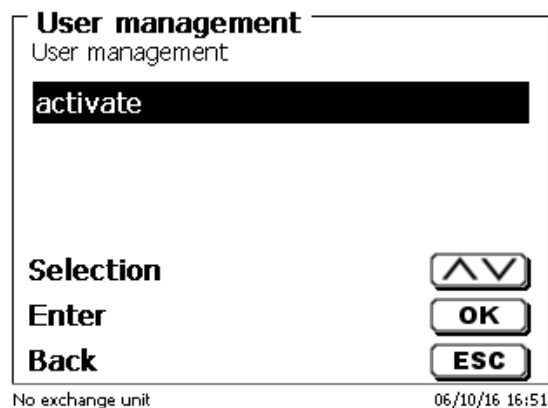 User management
User management
activate
Selection
Enter OK
Back ESC
No exchange unit 06/10/16 16:51